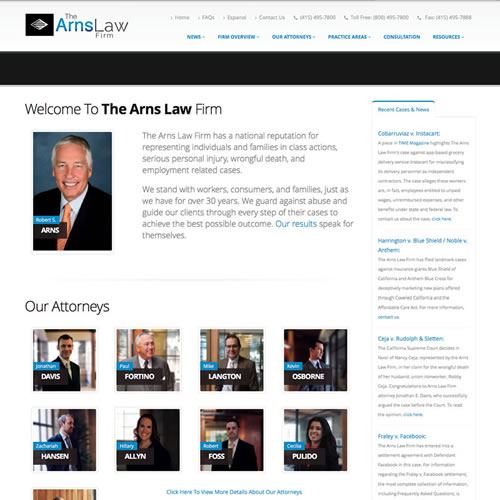 The
ArnsLaw
Firm
Home
FAQs
Espanol
Contact Us
(415) 495-7800
Toll Free: (800) 495-7800
Fax: (415) 495-7888
NEWS
FIRM OVERVIEW
OUR ATTORNEYS
PRACTICE AREAS
CONSULTATION
RESOURCES
Welcome To The Arns Law Firm
Robert S.
ARNS
The Arns Law Firm has a national reputation for
representing individuals and families in class actions,
serious personal injury, wrongful death, and
employment related cases.
We stand with workers, consumers, and families, just as
we have for over 30 years. We guard against abuse and
guide our clients through every step of their cases to
achieve the best possible outcome. Our results speak for
themselves.
Our Attorneys
Jonathan
DAVIS
Paul
FORTINO
Mike
LANGTON
Kevin
OSBORNE
Zachariah
HANSEN
Hillary
ALLYN
Robert
FOSS
Cecilia
PULIDO
Click Here To View More Details About Our Attorneys
Recent Cases & News
Cobarruviaz v. Instacart:
A piece in TIME Magazine highlights The Arns
Law Firm's case against app-based grocery
delivery service Instacart for misclassifying
its delivery personnel as independent
contractors. The case alleges these workers
are, in fact, employees entitled to unpaid
wages, unreimbursed expenses, and other
benefits under state and federal law. To
contact us about the case, click here.
Harrington v. Blue Shield / Noble v.
Anthem:
The Arns Law Firm has filed landmark cases
against insurance giants Blue Shield of
California and Anthem Blue Cross for
deceptively marketing new plans offered
through Covered California and the
Affordable Care Act. For more information,
contact us.
Ceja v. Rudolph & Sletten:
The California Supreme Court decides in
favor of Nancy Ceja, represented by the Arns
Law Firm, in her claim for the wrongful death
of her husband, union ironworker, Robby
Ceja. Congratulations to Arns Law Firm
attorney Jonathan E. Davis, who successfully
argued the case before the Court. To read
the opinion, click here.
Fraley v. Facebook:
The Arns Law Firm has entered into a
settlement agreement with Defendant
Facebook in this case. For information
regarding the Fraley v. Facebook settlement,
the most complete collection of information,
including Frequently Asked Questions, is